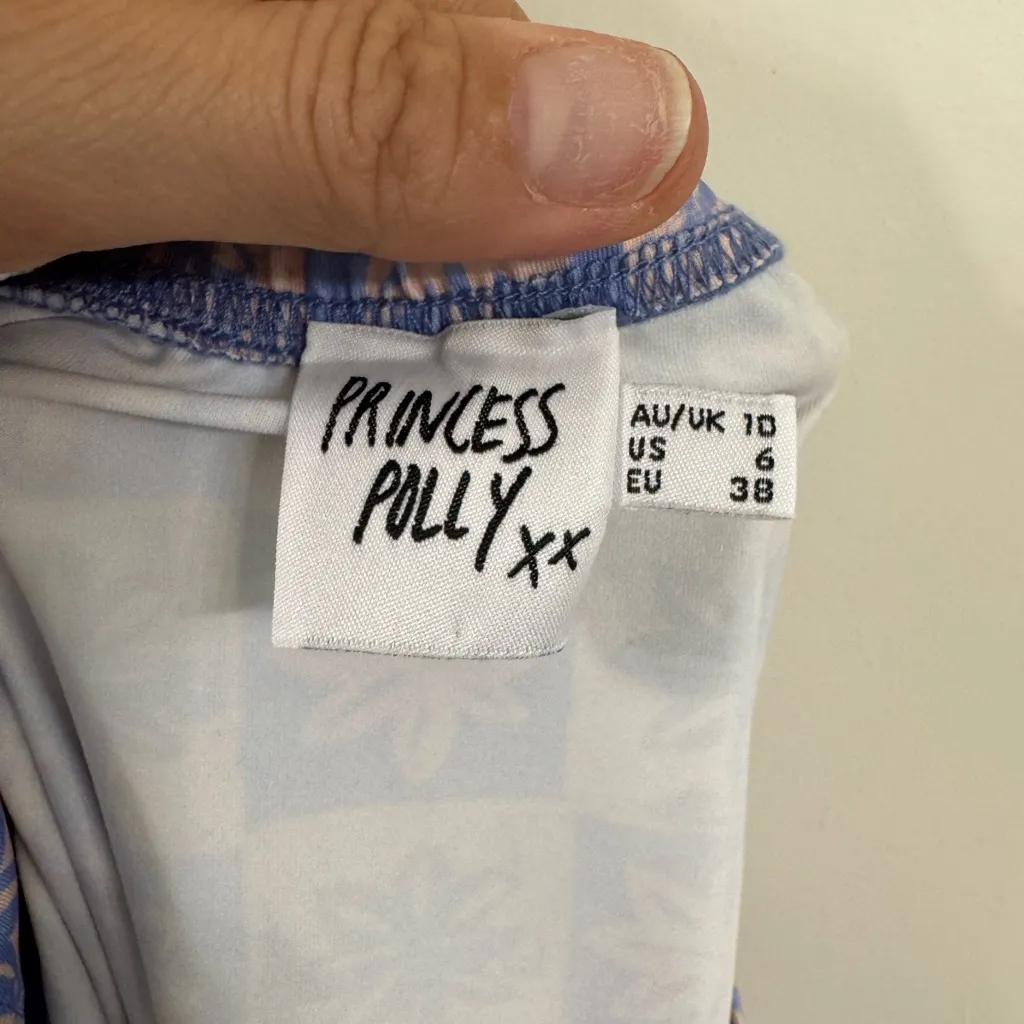 PRINCESS
POLLY xx
AU/UK 10
US 6
EU 38